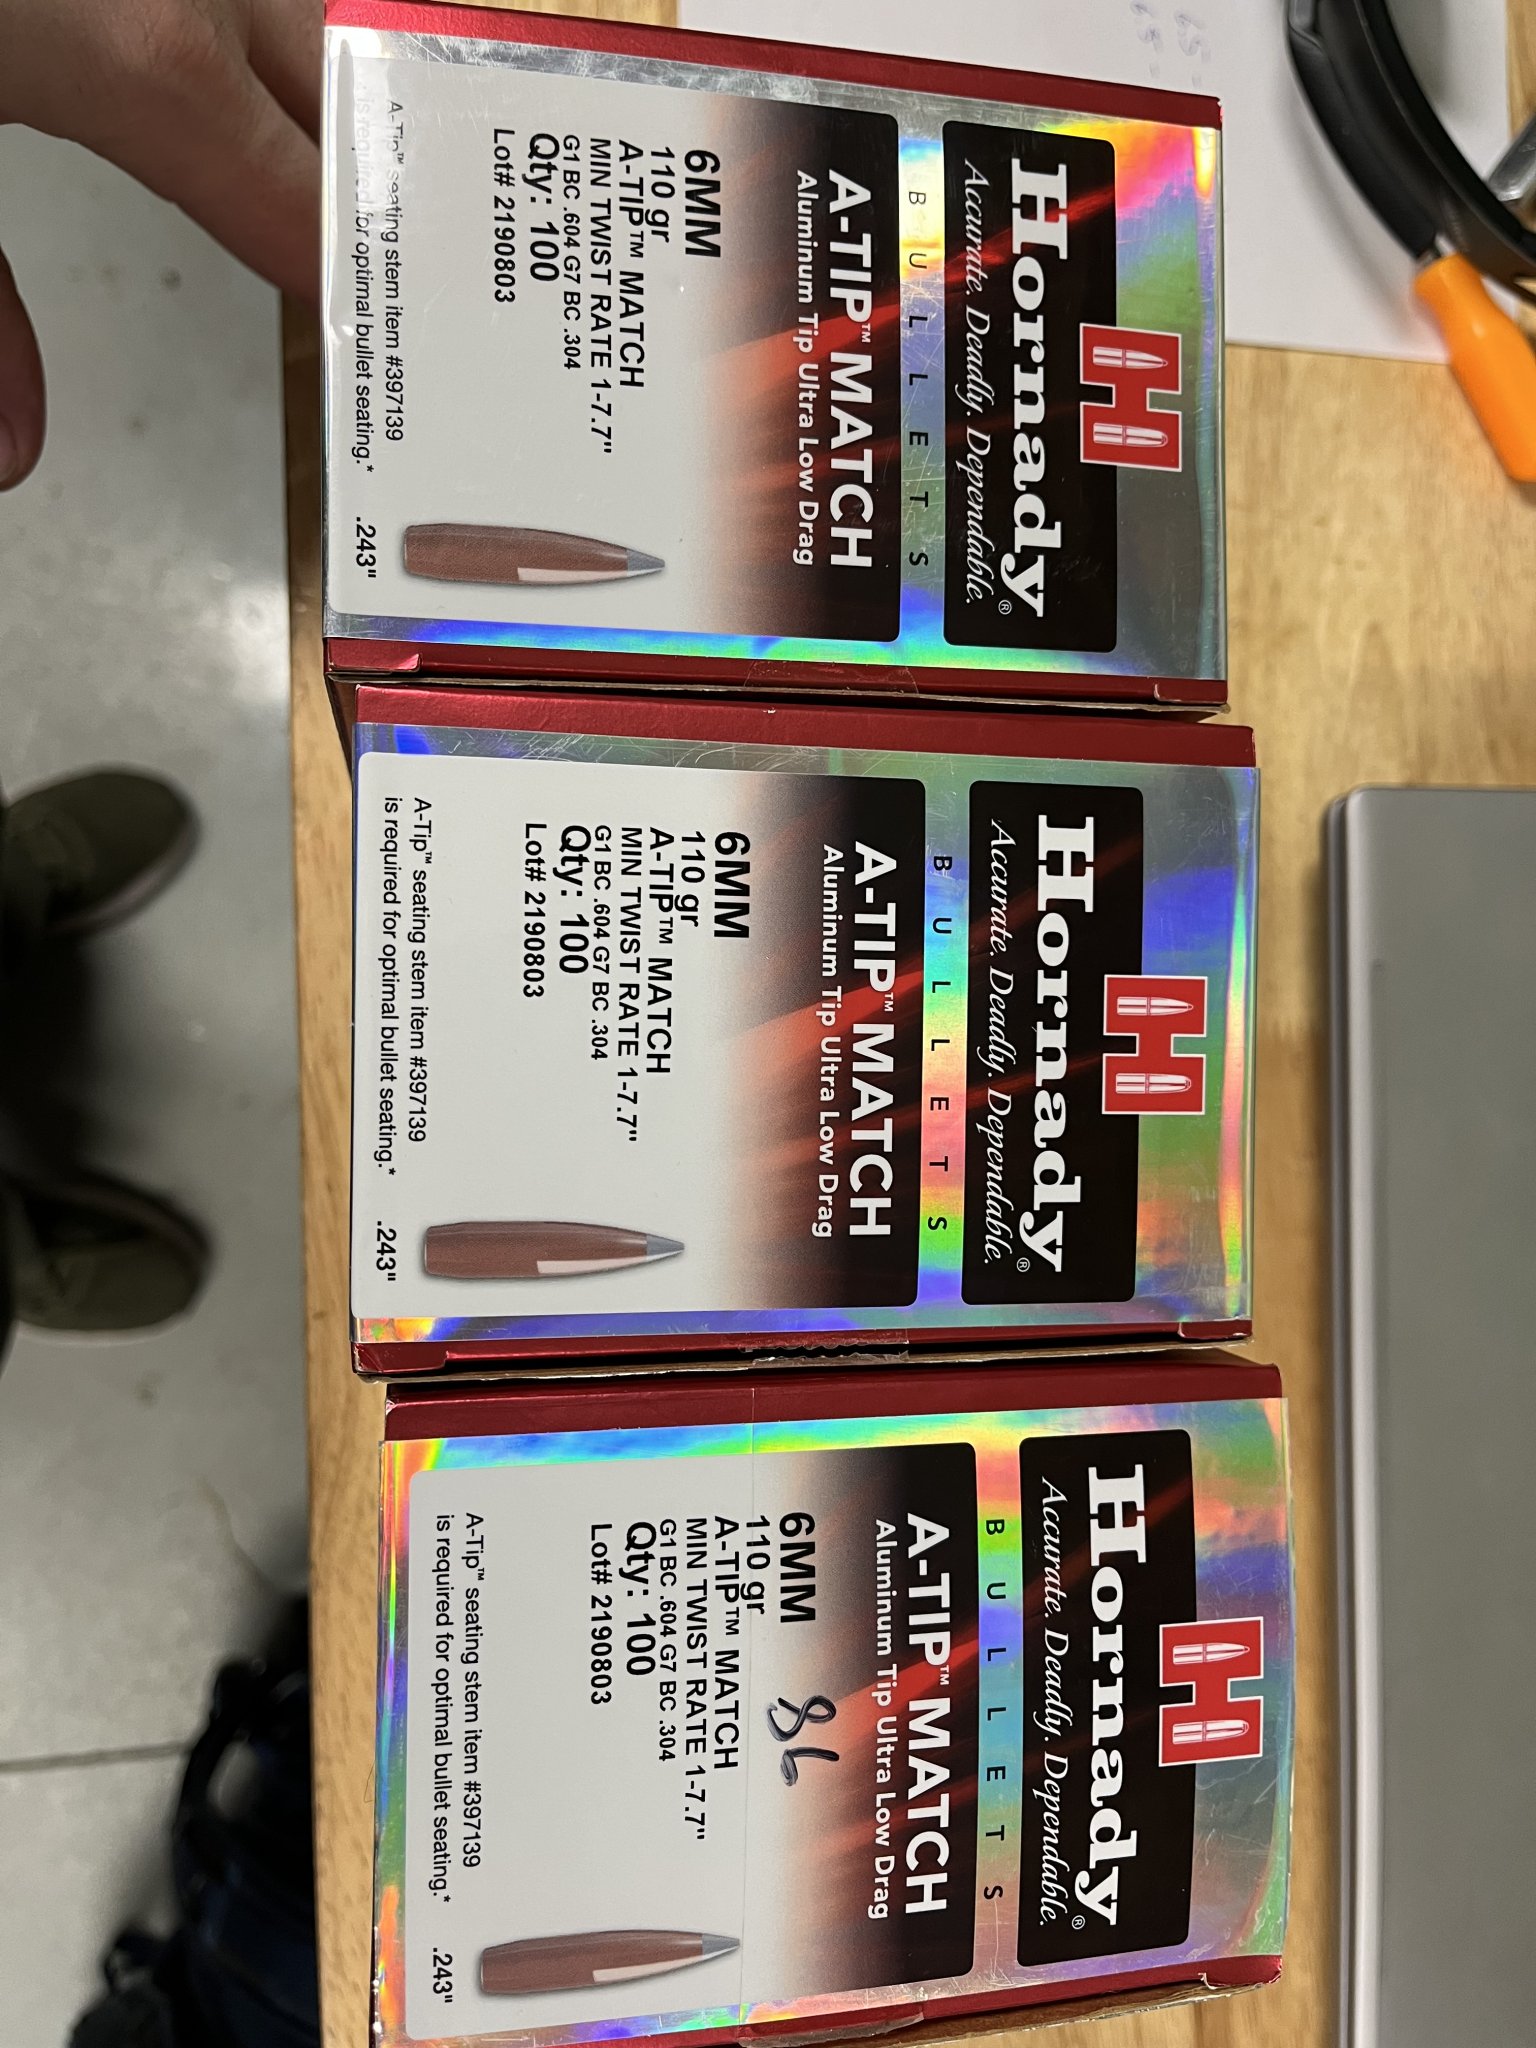 Hornady®
Accurate. Deadly. Dependable.
BULLETS
A-TIP™ MATCH
Aluminum Tip Ultra Low Drag
6MM
110 gr
A-TIP™ MATCH
MIN TWIST RATE 1-7.7"
G1 BC .604 G7 BC .304
Qty: 100
Lot# 2190803
A-Tip™ seating stem item #397139
is required for optimal bullet seating.*
.243"
Hornady®
Accurate. Deadly. Dependable.
BULLETS
A-TIP™ MATCH
Aluminum Tip Ultra Low Drag
6MM
110 gr
A-TIP™ MATCH
MIN TWIST RATE 1-7.7"
G1 BC .604 G7 BC .304
Qty: 100
Lot# 2190803
A-Tip™ seating stem item #397139
is required for optimal bullet seating.*
.243"
Hornady®
Accurate. Deadly. Dependable.
BULLETS
A-TIP™ MATCH
Aluminum Tip Ultra Low Drag
86
6MM
110 gr
A-TIP™ MATCH
MIN TWIST RATE 1-7.7"
G1 BC .604 G7 BC .304
Qty: 100
Lot# 2190803
A-Tip™ seating stem item #397139
is required for optimal bullet seating.*
.243"